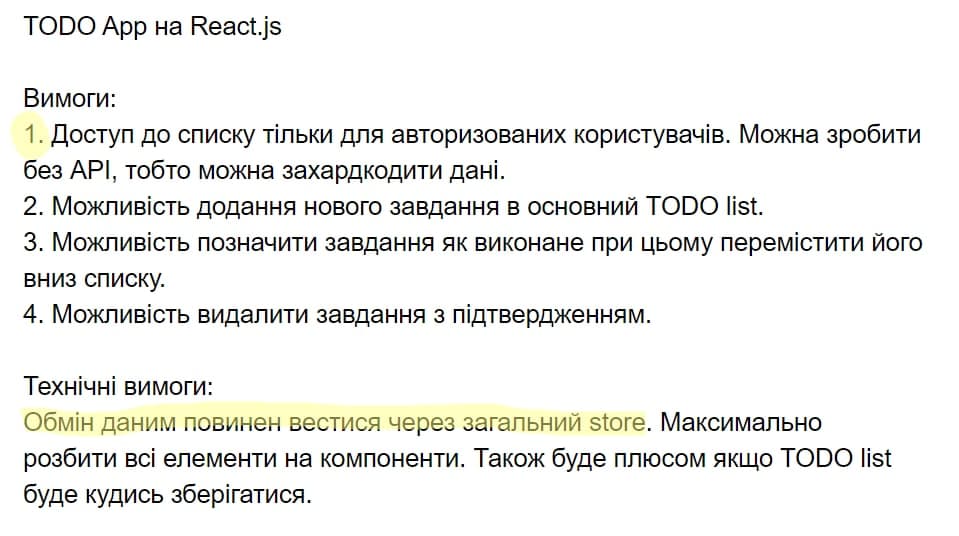 TODO App на React.js
Вимоги:
1. Доступ до списку тільки для авторизованих користувачів. Можна зробити
без API, тобто можна захардкодити дані.
2. Можливість додання нового завдання в основний TODO list.
3. Можливість позначити завдання як виконане при цьому перемістити його
вниз списку.
4. Можливість видалити завдання з підтвердженням.
Технічні вимоги:
Обмін даним повинен вестися через загальний store. Максимально
розбити всі елементи на компоненти. Також буде плюсом якщо TODO list
буде кудись зберігатися.